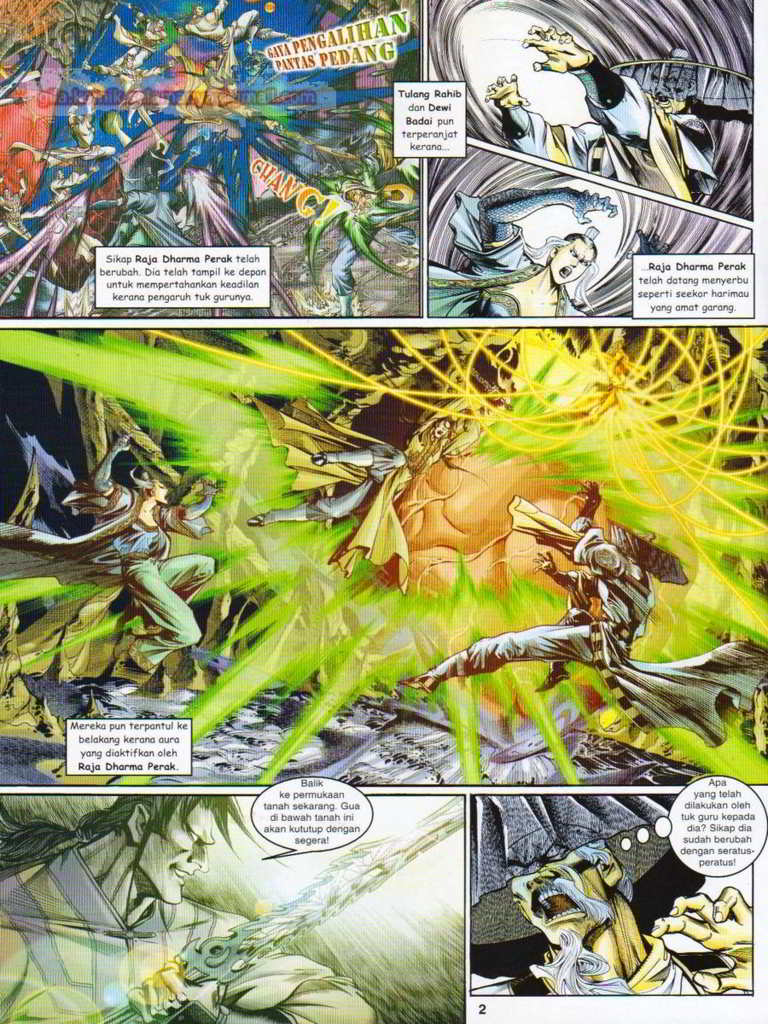 GAYA PENGALIHAN
PANTAS PEDANG
CHANG!
Sikap Raja Dharma Perak telah
berubah. Dia telah tampil ke depan
untuk mempertahankan keadilan
kerana pengaruh tuk gurunya.
Tulang Rahib
dan Dewi
Badai pun
terperanjat
kerana...
...Raja Dharma Perak
telah datang menyerbu
seperti seekor harimau
yang amat garang.
Mereka pun terpantul ke
belakang kerana aura
yang diaktifkan oleh
Raja Dharma Perak.
Balik
ke permukaan
tanah sekarang. Gua
di bawah tanah ini
akan kututup dengan
segera!
Apa
yang telah
dilakukan oleh
tuk guru kepada
dia? Sikap dia
sudah berubah
dengan seratus-
peratus!
2